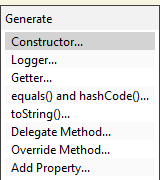 Generate
Constructor...
Logger...
Getter...
equals() and hashCode()...
toString()...
Delegate Method...
Override Method...
Add Property...